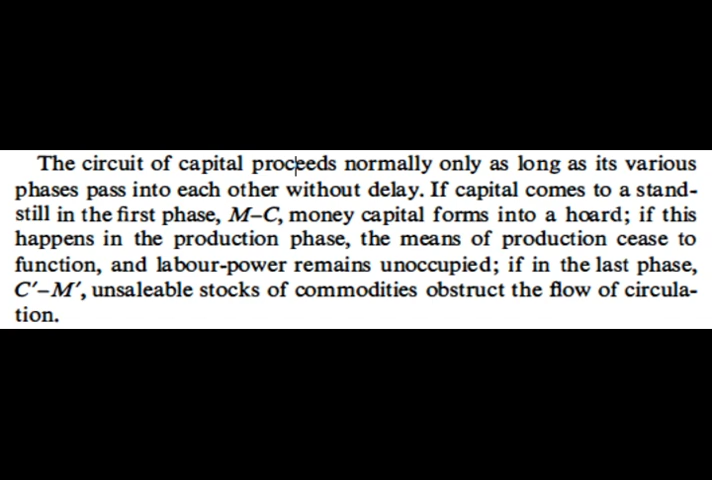 The circuit of capital proceeds normally only as long as its various
phases pass into each other without delay. If capital comes to a stand-
still in the first phase, M–C, money capital forms into a hoard; if this
happens in the production phase, the means of production cease to
function, and labour-power remains unoccupied; if in the last phase,
C′–M′, unsaleable stocks of commodities obstruct the flow of circula-
tion.